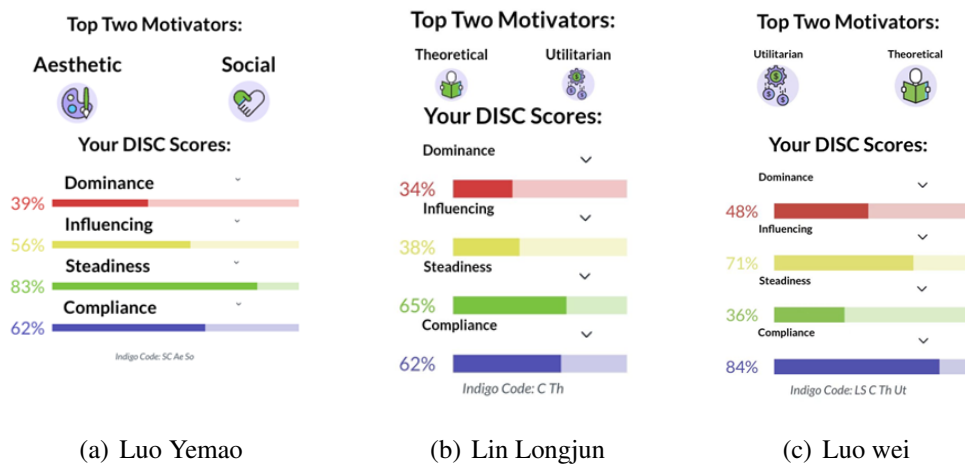 Top Two Motivators:
Aesthetic
Social
Your DISC Scores:
Dominance
39%
Influencing
56%
Steadiness
83%
Compliance
62%
Indigo Code: SC Ae So
(a) Luo Yemao
Top Two Motivators:
Theoretical
Utilitarian
Your DISC Scores:
Dominance
34%
Influencing
38%
Steadiness
65%
Compliance
62%
Indigo Code: C Th
(b) Lin Longjun
Top Two Motivators:
Utilitarian
Theoretical
Your DISC Scores:
Dominance
48%
Influencing
71%
Steadiness
36%
Compliance
84%
Indigo Code: LS C Th Ut
(c) Luo wei